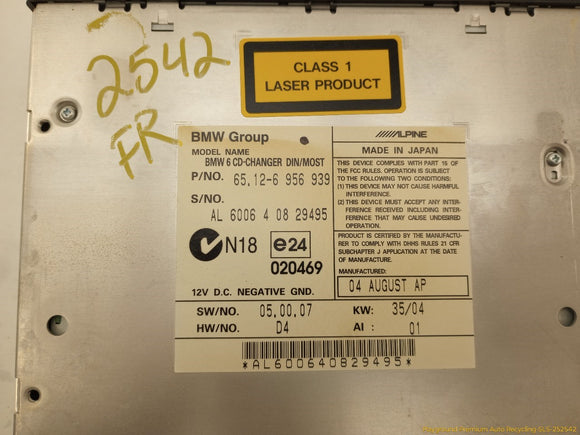 2542
FR
CLASS 1
LASER PRODUCT
BMW Group
MODEL NAME
BMW 6 CD-CHANGER DIN/MOST
P/NO. 65.12-6 956 939
S/NO.
AL 6006 4 08 29495
N18 e24
020469
12V D.C. NEGATIVE GND.
ALPINE
MADE IN JAPAN
THIS DEVICE COMPLIES WITH PART 15 OF
THE FCC RULES. OPERATION IS SUBJECT
TO THE FOLLOWING TWO CONDITIONS:
(1) THIS DEVICE MAY NOT CAUSE HARMFUL
INTERFERENCE.
(2) THIS DEVICE MUST ACCEPT ANY INTER-
FERENCE RECEIVED INCLUDING INTER-
FERENCE THAT MAY CAUSE UNDESIRED
OPERATION.
PRODUCT IS CERTIFIED BY THE MANUFACTU-
RER TO COMPLY WITH DHHS RULES 21 CFR
SUBCHAPTER J APPLICATION AT THE DATE
OF MANUFACTURE.
MANUFACTURED:
04 AUGUST AP
SW/NO. 05.00.07 KW: 35/04
HW/NO. D4 AI : 01
*AL600640829495*
Premium Auto Recycling SLS-252542